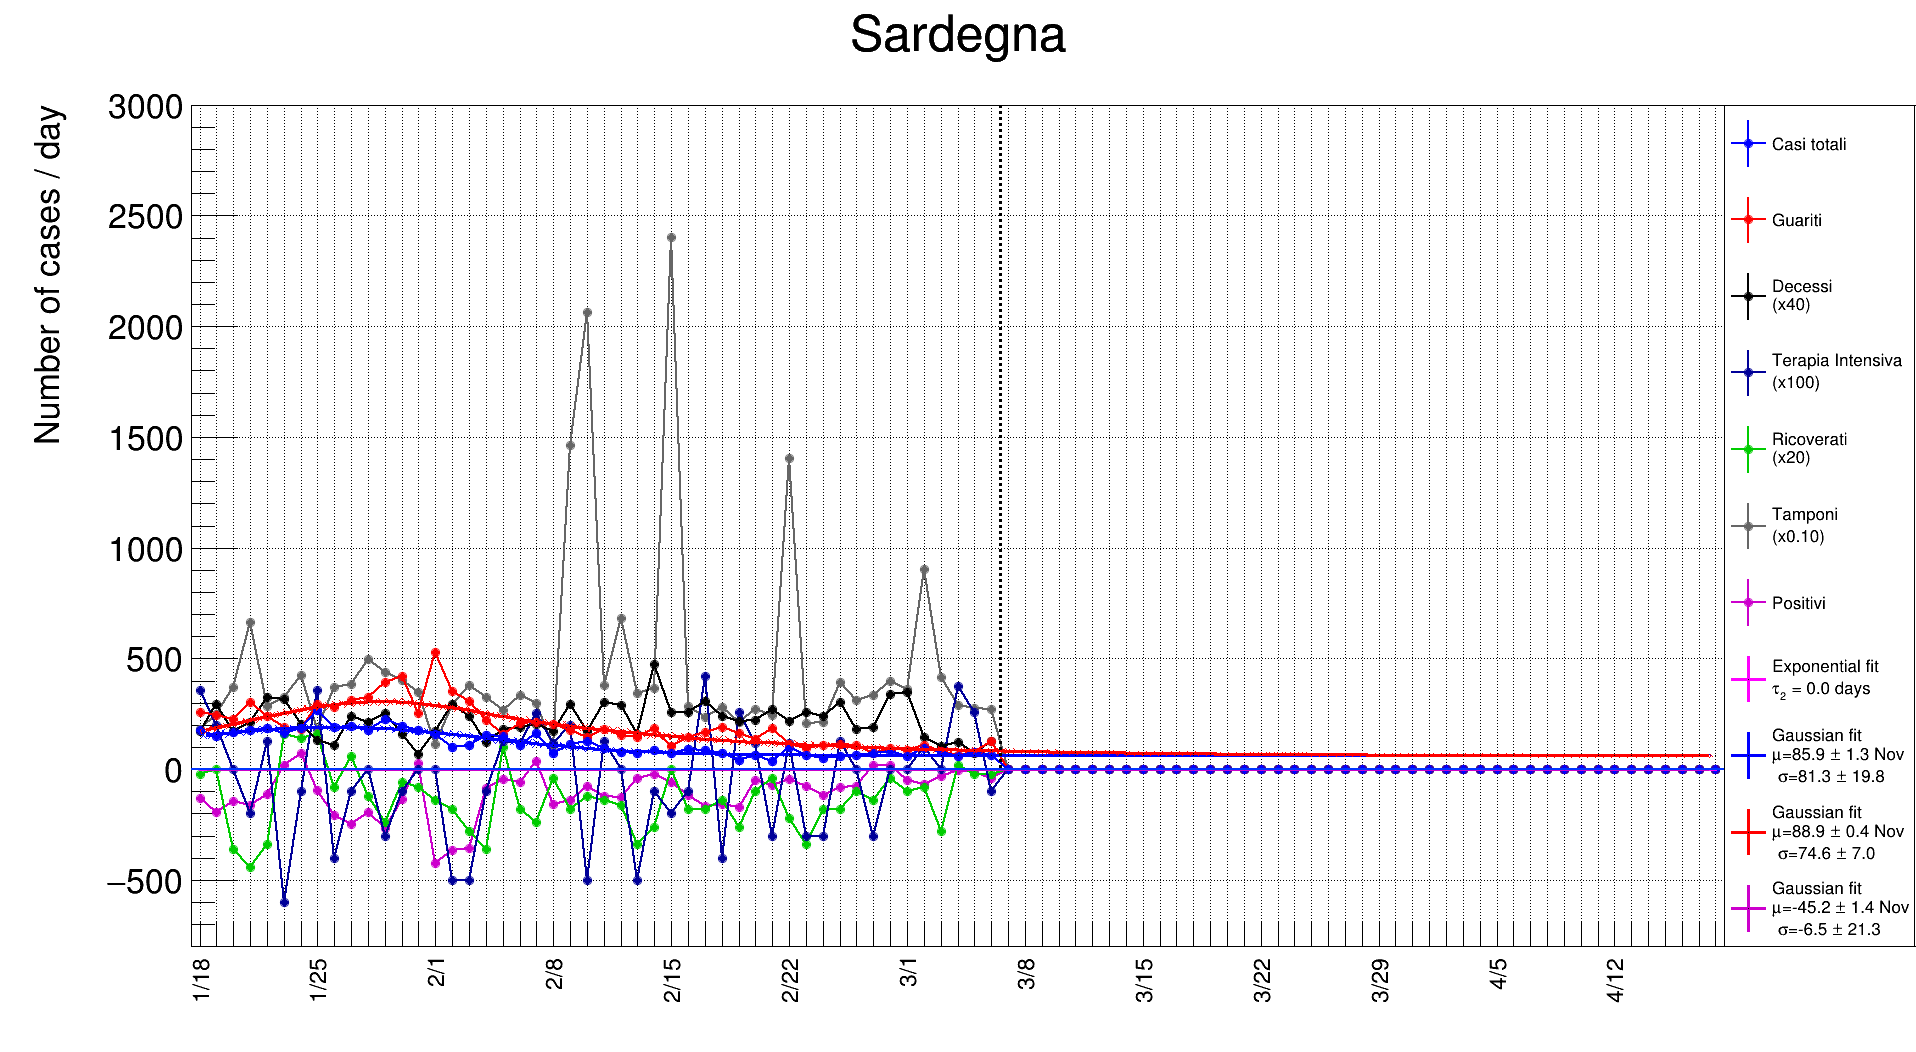 Sardegna
Number of cases / day
3000
2500
2000
1500
1000
500
0
−500
1/18
1/25
2/1
2/8
2/15
2/22
3/1
3/8
3/15
3/22
3/29
4/5
4/12
Casi totali
Guariti
Decessi
(x40)
Terapia Intensiva
(x100)
Ricoverati
(x20)
Tamponi
(x0.10)
Positivi
Exponential fit
τ2 = 0.0 days
Gaussian fit
μ=85.9 ± 1.3 Nov
σ=81.3 ± 19.8
Gaussian fit
μ=88.9 ± 0.4 Nov
σ=74.6 ± 7.0
Gaussian fit
μ=-45.2 ± 1.4 Nov
σ=-6.5 ± 21.3